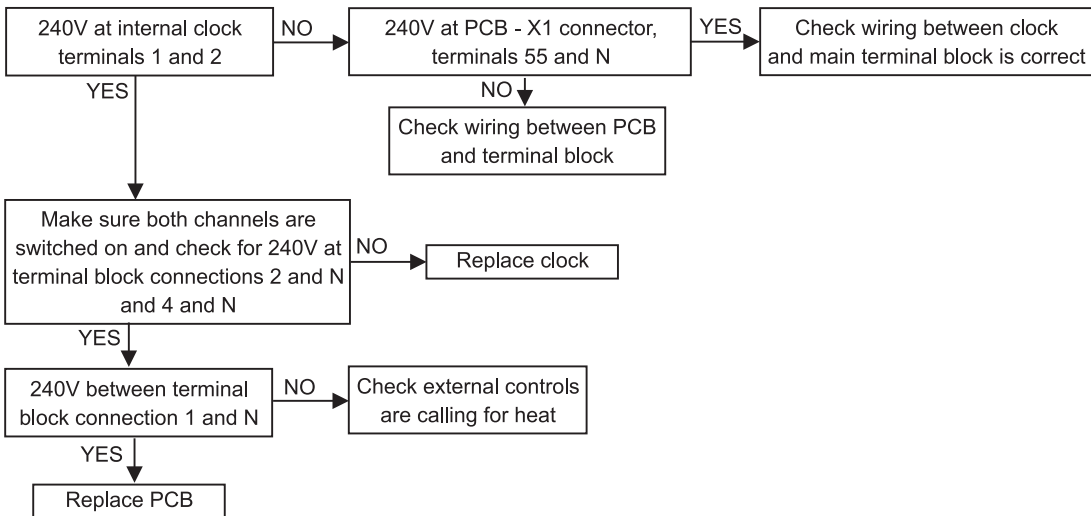 240V at internal clock
terminals 1 and 2
NO
240V at PCB - X1 connector,
terminals 55 and N
YES
Check wiring between clock
and main terminal block is correct
YES
NO
Check wiring between PCB
and terminal block
Make sure both channels are
switched on and check for 240V at
terminal block connections 2 and N
and 4 and N
NO
Replace clock
YES
240V between terminal
block connection 1 and N
NO
Check external controls
are calling for heat
YES
Replace PCB